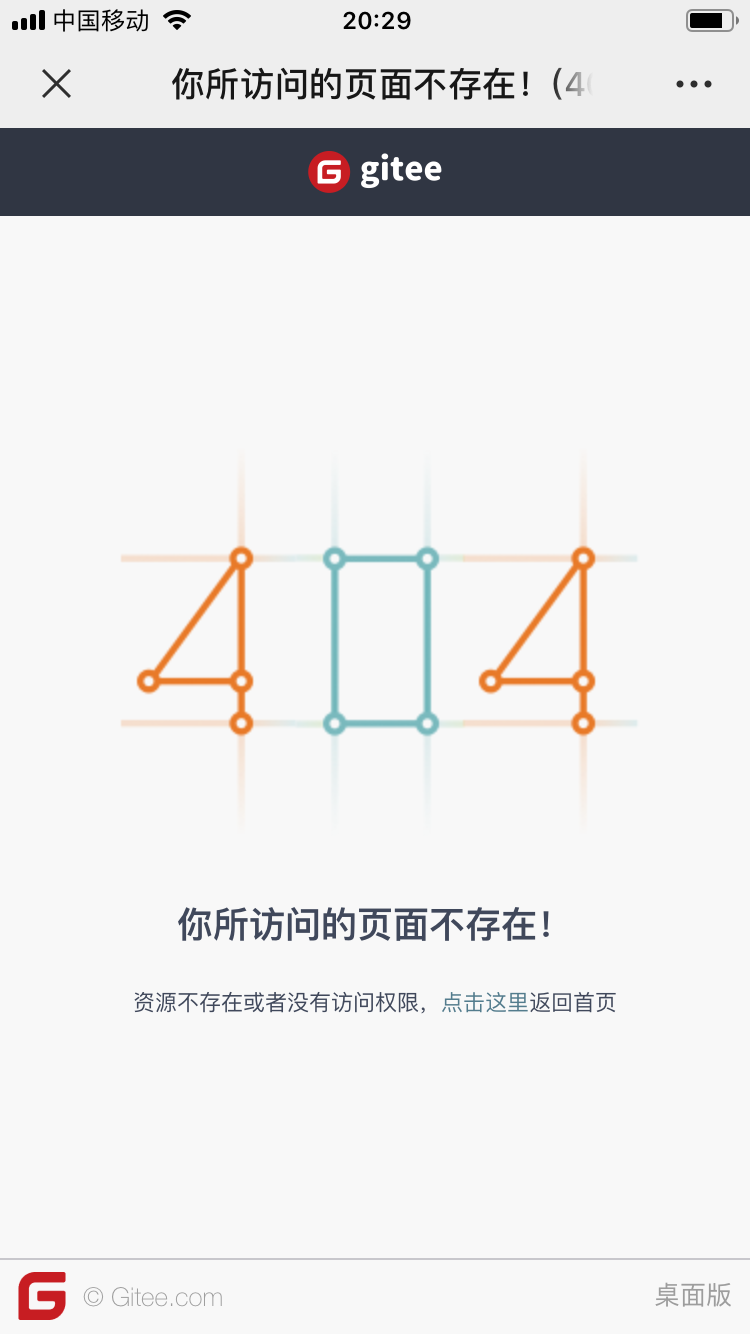 中国移动
20:29
你所访问的页面不存在！(4
gitee
404
你所访问的页面不存在！
资源不存在或者没有访问权限，点击这里返回首页
© Gitee.com
桌面版